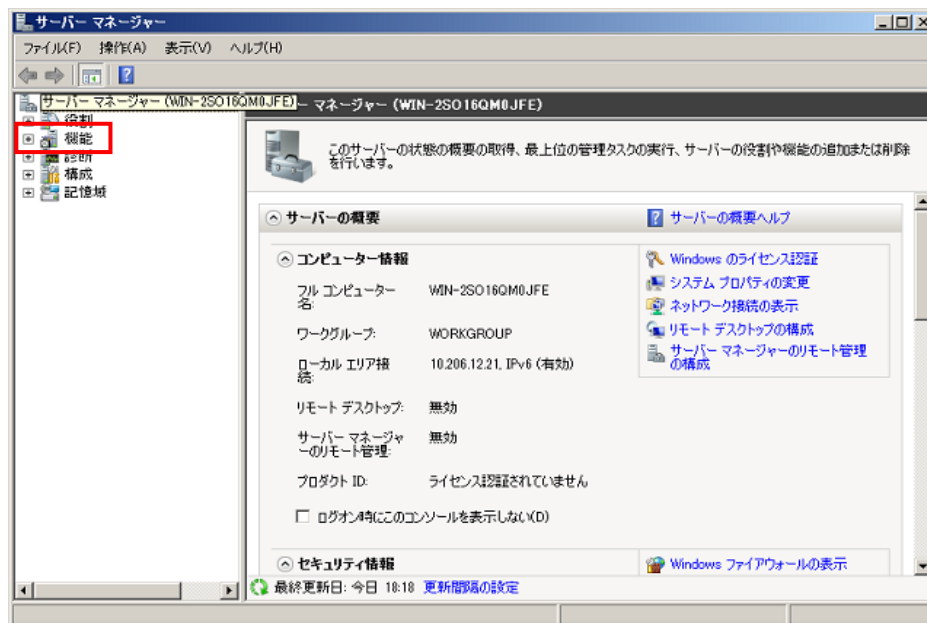 サーバー マネージャー
ファイル(F) 操作(A) 表示(V) ヘルプ(H)
サーバー マネージャー (WIN-2SO16QM0JFE)
ー マネージャー (WIN-2SO16QM0JFE)
役割
機能
診断
構成
記憶域
このサーバーの状態の概要の取得、最上位の管理タスクの実行、サーバーの役割や機能の追加または削除
を行います。
サーバーの概要
サーバーの概要ヘルプ
コンピューター情報
フル コンピューター
名:
WIN-2SO16QM0JFE
ワークグループ:
WORKGROUP
ローカル エリア接
続:
10.206.12.21, IPv6 (有効)
リモート デスクトップ:
無効
サーバー マネージャ
ーのリモート管理:
無効
プロダクト ID:
ライセンス認証されていません
ログオン時にこのコンソールを表示しない(D)
Windows のライセンス認証
システム プロパティの変更
ネットワーク接続の表示
リモート デスクトップの構成
サーバー マネージャーのリモート管理
の構成
セキュリティ情報
Windows ファイアウォールの表示
最終更新日: 今日 18:18 更新間隔の設定